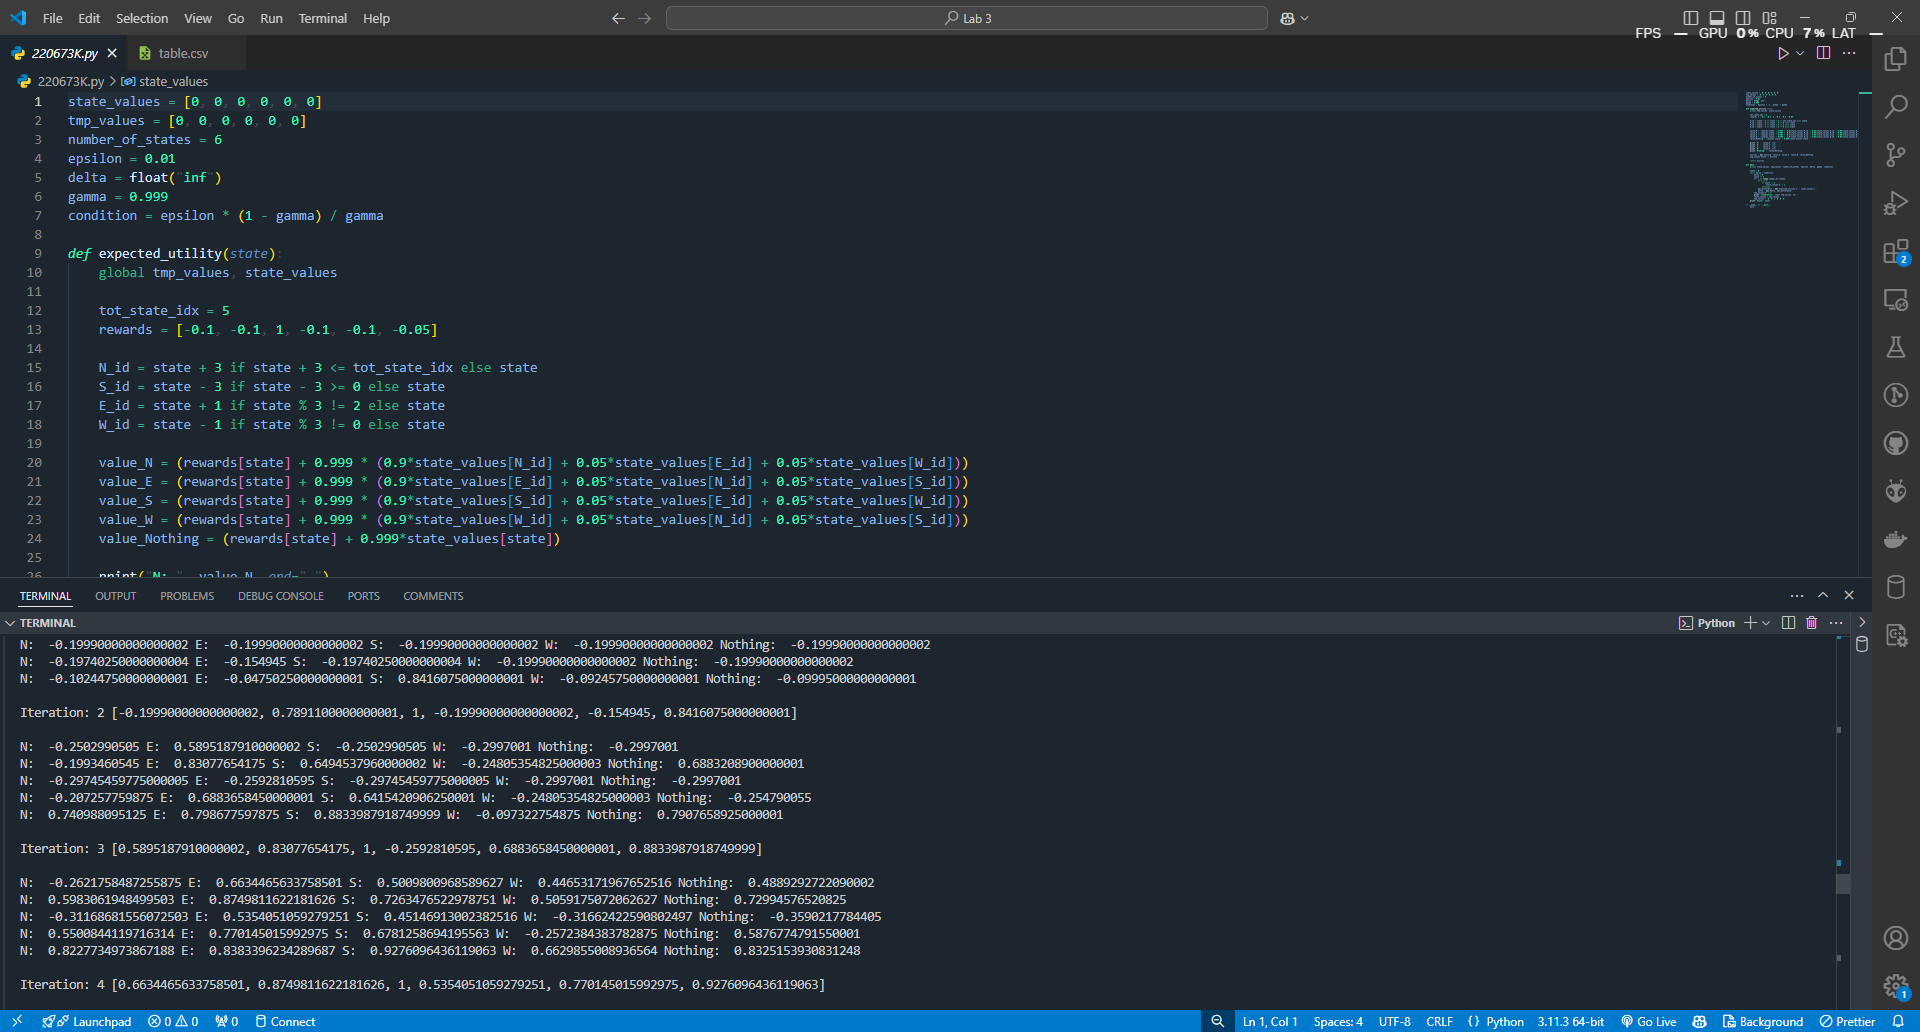 File Edit Selection View Go Run Terminal Help
Lab 3
FPS — GPU 0% CPU 7% LAT —
220673K.py
table.csv
220673K.py > state_values
1 state_values = [0, 0, 0, 0, 0, 0]
2 tmp_values = [0, 0, 0, 0, 0, 0]
3 number_of_states = 6
4 epsilon = 0.01
5 delta = float("inf")
6 gamma = 0.999
7 condition = epsilon * (1 - gamma) / gamma
8
9 def expected_utility(state):
10 global tmp_values, state_values
11
12 tot_state_idx = 5
13 rewards = [-0.1, -0.1, 1, -0.1, -0.1, -0.05]
14
15 N_id = state + 3 if state + 3 <= tot_state_idx else state
16 S_id = state - 3 if state - 3 >= 0 else state
17 E_id = state + 1 if state % 3 != 2 else state
18 W_id = state - 1 if state % 3 != 0 else state
19
20 value_N = (rewards[state] + 0.999 * (0.9*state_values[N_id] + 0.05*state_values[E_id] + 0.05*state_values[W_id]))
21 value_E = (rewards[state] + 0.999 * (0.9*state_values[E_id] + 0.05*state_values[N_id] + 0.05*state_values[S_id]))
22 value_S = (rewards[state] + 0.999 * (0.9*state_values[S_id] + 0.05*state_values[E_id] + 0.05*state_values[W_id]))
23 value_W = (rewards[state] + 0.999 * (0.9*state_values[W_id] + 0.05*state_values[N_id] + 0.05*state_values[S_id]))
24 value_Nothing = (rewards[state] + 0.999*state_values[state])
25
26 print("N: ", value_N, end=" ")
TERMINAL OUTPUT PROBLEMS DEBUG CONSOLE PORTS COMMENTS
TERMINAL
Python
N: -0.19990000000000002 E: -0.19990000000000002 S: -0.19990000000000002 W: -0.19990000000000002 Nothing: -0.19990000000000002
N: -0.19740250000000004 E: -0.154945 S: -0.19740250000000004 W: -0.19990000000000002 Nothing: -0.19990000000000002
N: -0.10244750000000001 E: -0.04750250000000001 S: 0.8416075000000001 W: -0.09245750000000001 Nothing: -0.09995000000000001
Iteration: 2 [-0.19990000000000002, 0.7891100000000001, 1, -0.19990000000000002, -0.154945, 0.8416075000000001]
N: -0.2502990505 E: 0.5895187910000002 S: -0.2502990505 W: -0.2997001 Nothing: -0.2997001
N: -0.1993460545 E: 0.83077654175 S: 0.6494537960000002 W: -0.24805354825000003 Nothing: 0.6883208900000001
N: -0.29745459775000005 E: -0.2592810595 S: -0.29745459775000005 W: -0.2997001 Nothing: -0.2997001
N: -0.207257759875 E: 0.6883658450000001 S: 0.6415420906250001 W: -0.24805354825000003 Nothing: -0.254790055
N: 0.740988095125 E: 0.798677597875 S: 0.8833987918749999 W: -0.097322754875 Nothing: 0.7907658925000001
Iteration: 3 [0.5895187910000002, 0.83077654175, 1, -0.2592810595, 0.6883658450000001, 0.8833987918749999]
N: -0.2621758487255875 E: 0.6634465633758501 S: 0.5009800968589627 W: 0.44653171967652516 Nothing: 0.4889292722090002
N: 0.5983061948499503 E: 0.8749811622181626 S: 0.7263476522978751 W: 0.5059175072062627 Nothing: 0.72994576520825
N: -0.31168681556072503 E: 0.5354051059279251 S: 0.45146913002382516 W: -0.31662422590802497 Nothing: -0.3590217784405
N: 0.5500844119716314 E: 0.770145015992975 S: 0.6781258694195563 W: -0.2572384383782875 Nothing: 0.5876774791550001
N: 0.8227734973867188 E: 0.8383396234289687 S: 0.9276096436119063 W: 0.6629855008936564 Nothing: 0.8325153930831248
Iteration: 4 [0.6634465633758501, 0.8749811622181626, 1, 0.5354051059279251, 0.770145015992975, 0.9276096436119063]
2
1
Launchpad 0 0 0 Connect Ln 1, Col 1 Spaces: 4 UTF-8 CRLF {} Python 3.11.3 64-bit Go Live Background Prettier